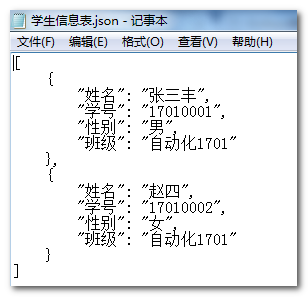 学生信息表.json - 记事本
文件(F) 编辑(E) 格式(O) 查看(V) 帮助(H)
[
    {
        "姓名": "张三丰",
        "学号": "17010001",
        "性别": "男",
        "班级": "自动化1701"
    },
    {
        "姓名": "赵四",
        "学号": "17010002",
        "性别": "女",
        "班级": "自动化1701"
    }
]